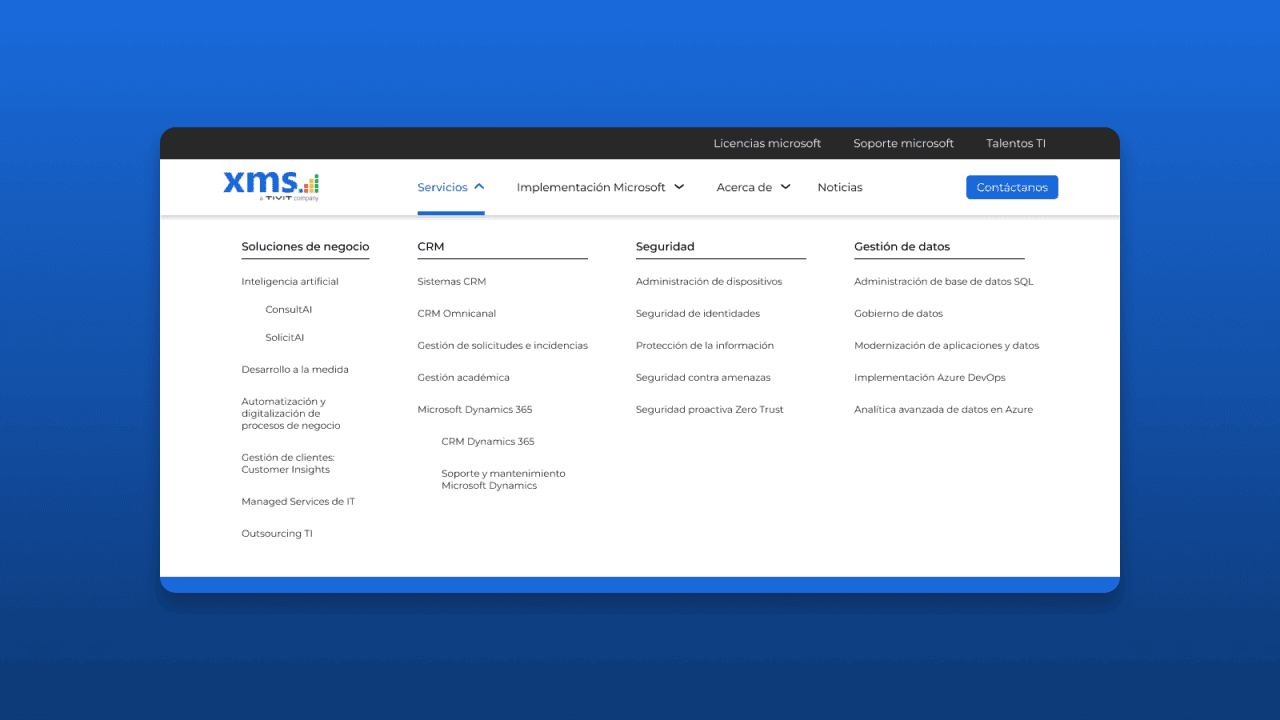 Licencias microsoft Soporte microsoft Talentos TI
xms
a TIVIT company
Servicios Implementación Microsoft Acerca de Noticias Contáctanos
Soluciones de negocio
Inteligencia artificial
ConsultAI
SolicitAI
Desarrollo a la medida
Automatización y
digitalización de
procesos de negocio
Gestión de clientes:
Customer Insights
Managed Services de IT
Outsourcing TI
CRM
Sistemas CRM
CRM Omnicanal
Gestión de solicitudes e incidencias
Gestión académica
Microsoft Dynamics 365
CRM Dynamics 365
Soporte y mantenimiento
Microsoft Dynamics
Seguridad
Administración de dispositivos
Seguridad de identidades
Protección de la información
Seguridad contra amenazas
Seguridad proactiva Zero Trust
Gestión de datos
Administración de base de datos SQL
Gobierno de datos
Modernización de aplicaciones y datos
Implementación Azure DevOps
Analítica avanzada de datos en Azure